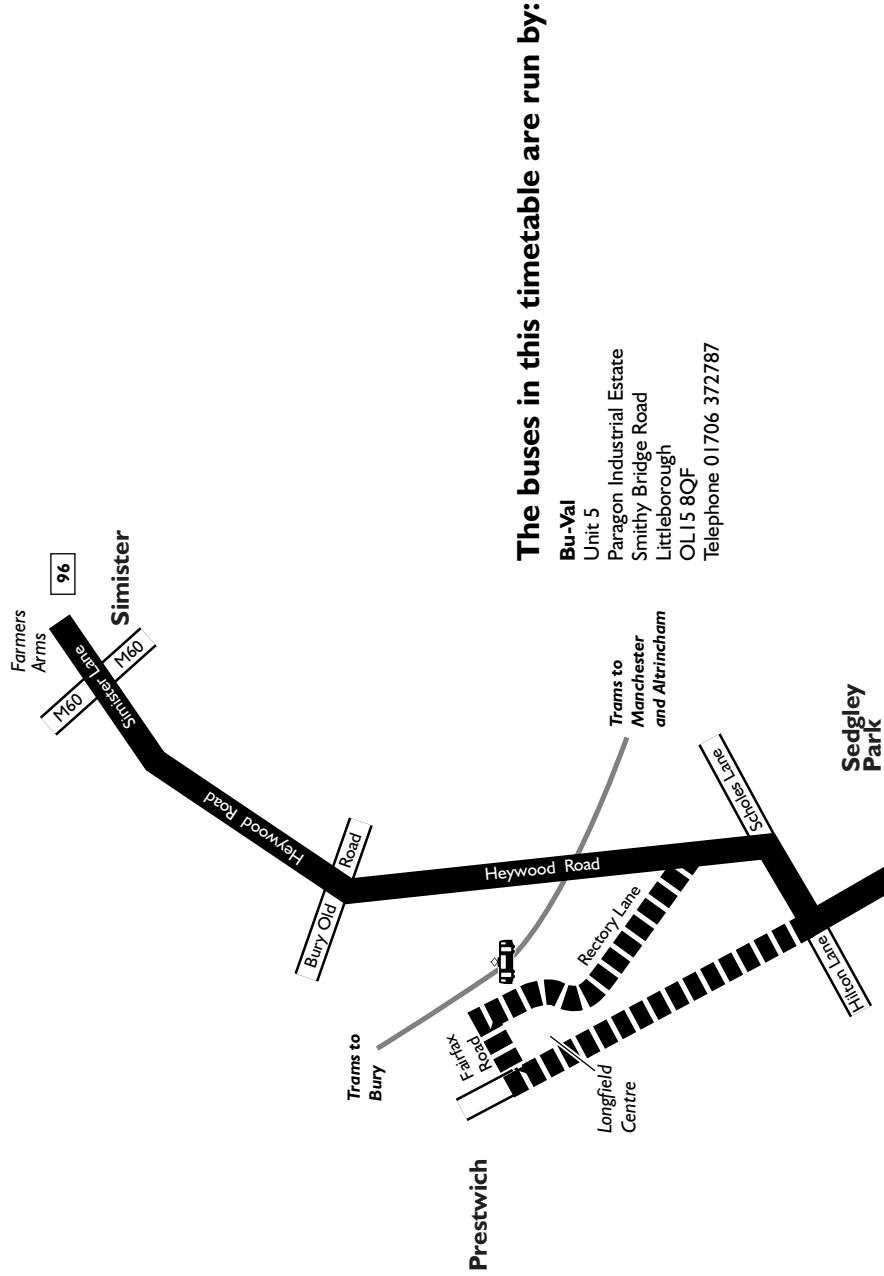 Farmers
Arms
96
Simister
M60
M60
Simister Lane
Heywood Road
Bury Old
Road
Trams to
Bury
Heywood Road
Trams to
Manchester
and Altrincham
Prestwich
Fairfax
Road
Rectory Lane
Longfield
Centre
Scholes Lane
Hilton Lane
Sedgley
Park
The buses in this timetable are run by:
Bu-Val
Unit 5
Paragon Industrial Estate
Smithy Bridge Road
Littleborough
OL15 8QF
Telephone 01706 372787